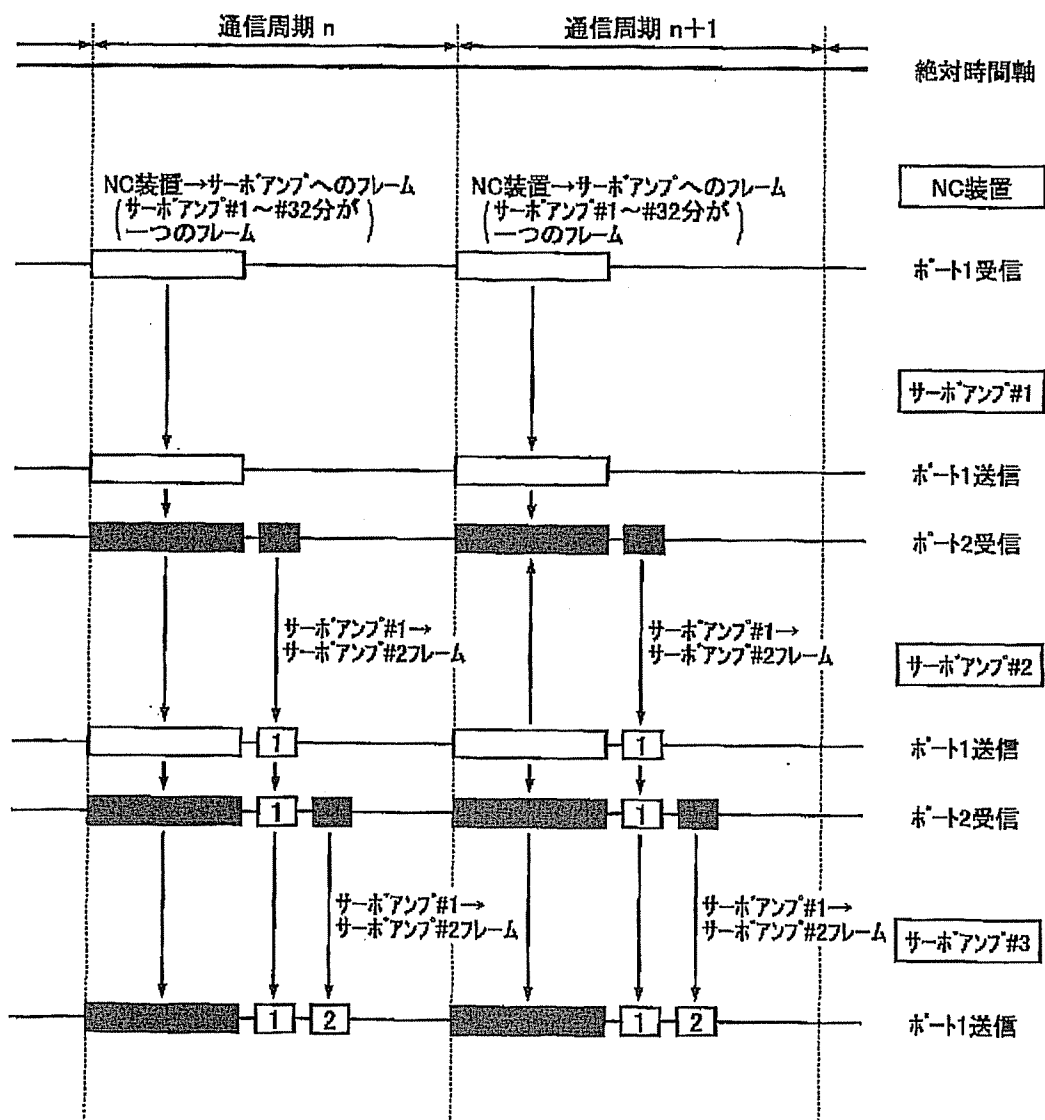 通信周期 n
通信周期 n+1
絶対時間軸
NC装置→サーボアンプへのフレーム
(サーボアンプ#1〜#32分が
一つのフレーム)
NC装置→サーボアンプへのフレーム
(サーボアンプ#1〜#32分が
一つのフレーム)
NC装置
ポート1受信
サーボアンプ#1
ポート1送信
ポート2受信
サーボアンプ#1→
サーボアンプ#2フレーム
サーボアンプ#1→
サーボアンプ#2フレーム
サーボアンプ#2
1
1
ポート1送信
1
1
ポート2受信
サーボアンプ#1→
サーボアンプ#2フレーム
サーボアンプ#1→
サーボアンプ#2フレーム
サーボアンプ#3
1
2
1
2
ポート1送信